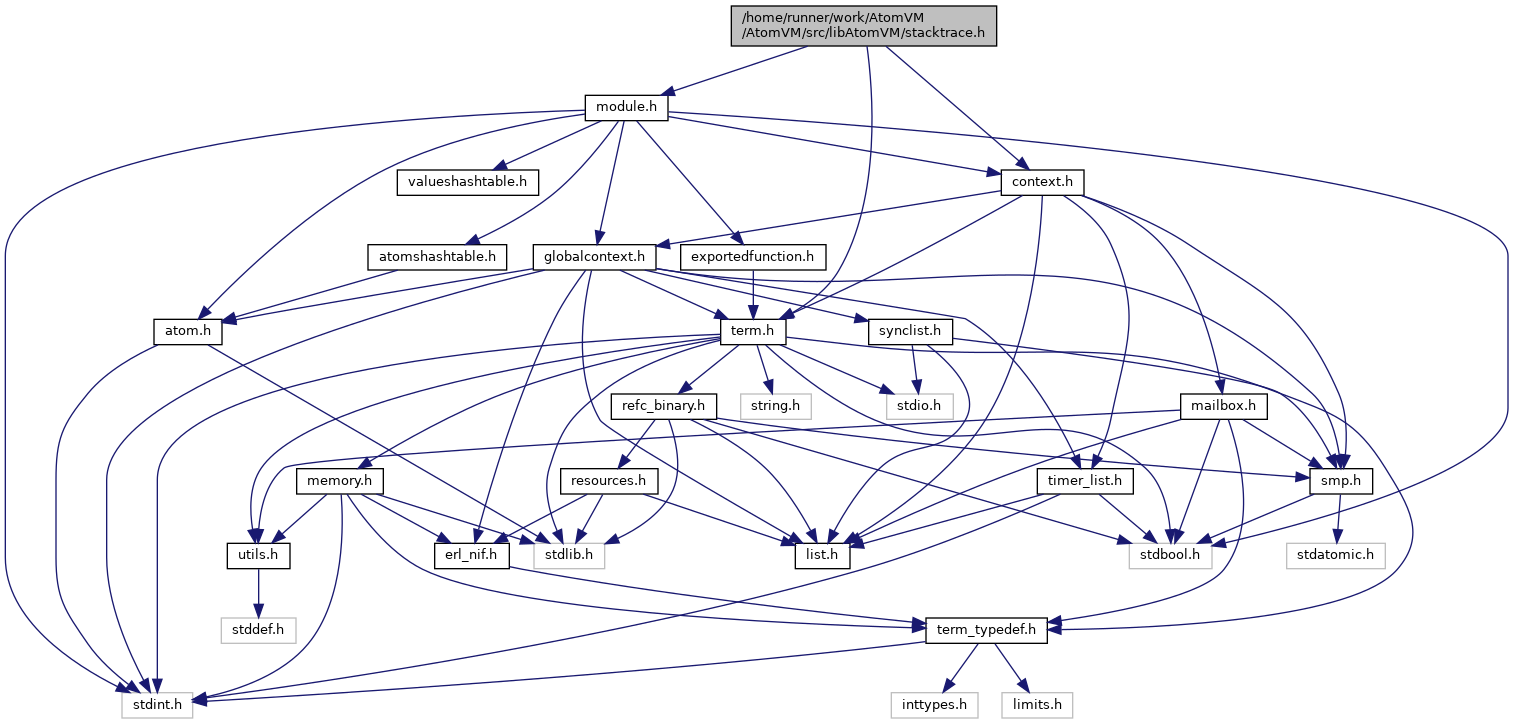 /home/runner/work/AtomVM
/AtomVM/src/libAtomVM/stacktrace.h
module.h
valueshashtable.h
context.h
atomshashtable.h
globalcontext.h
exportedfunction.h
atom.h
term.h
synclist.h
refc_binary.h
string.h
stdio.h
mailbox.h
memory.h
resources.h
timer_list.h
smp.h
utils.h
erl_nif.h
stdlib.h
list.h
stdbool.h
stdatomic.h
stddef.h
term_typedef.h
stdint.h
inttypes.h
limits.h